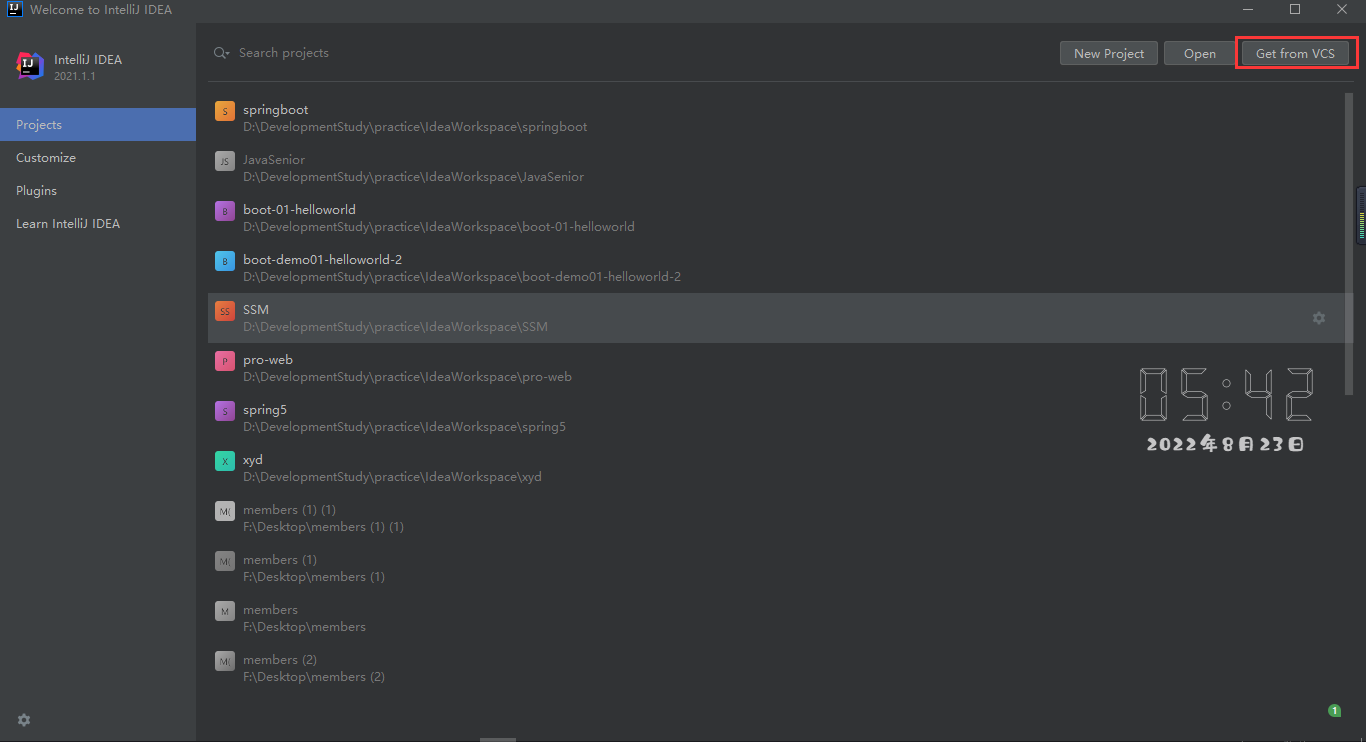 Welcome to IntelliJ IDEA
IntelliJ IDEA
2021.1.1
Projects
Customize
Plugins
Learn IntelliJ IDEA
Search projects
New Project
Open
Get from VCS
S
springboot
D:\DevelopmentStudy\practice\IdeaWorkspace\springboot
JS
JavaSenior
D:\DevelopmentStudy\practice\IdeaWorkspace\JavaSenior
B
boot-01-helloworld
D:\DevelopmentStudy\practice\IdeaWorkspace\boot-01-helloworld
B
boot-demo01-helloworld-2
D:\DevelopmentStudy\practice\IdeaWorkspace\boot-demo01-helloworld-2
SS
SSM
D:\DevelopmentStudy\practice\IdeaWorkspace\SSM
P
pro-web
D:\DevelopmentStudy\practice\IdeaWorkspace\pro-web
S
spring5
D:\DevelopmentStudy\practice\IdeaWorkspace\spring5
X
xyd
D:\DevelopmentStudy\practice\IdeaWorkspace\xyd
M(
members (1) (1)
F:\Desktop\members (1) (1)
M(
members (1)
F:\Desktop\members (1)
M
members
F:\Desktop\members
M(
members (2)
F:\Desktop\members (2)
05:42
2022年8月23日
1